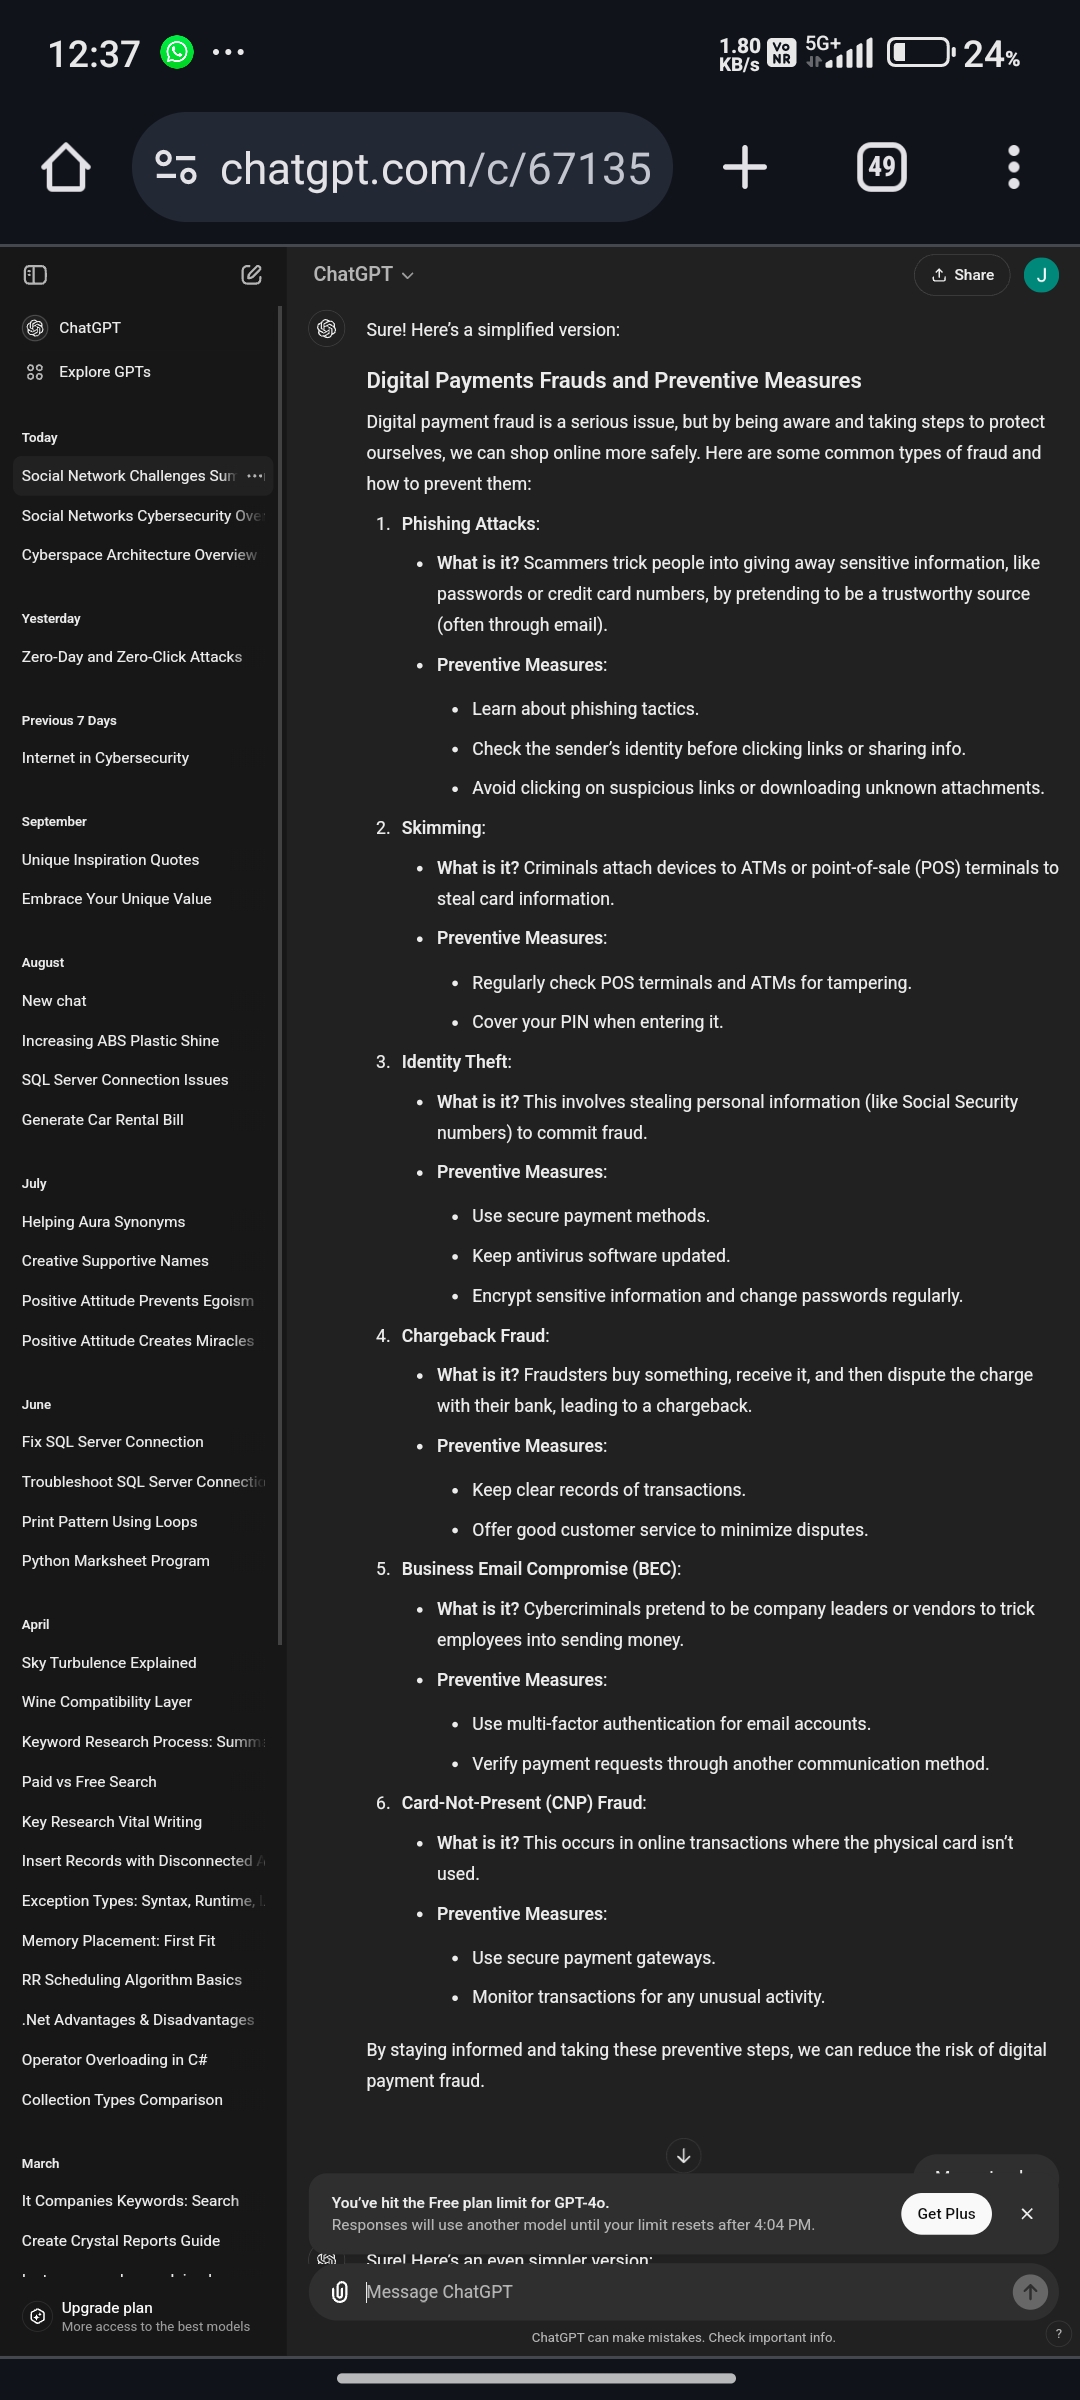 12:37
1.80
KB/s
Vo
NR
5G+
24%
chatgpt.com/c/67135
49
ChatGPT
Explore GPTs
Today
Social Network Challenges Sum
Social Networks Cybersecurity Ove
Cyberspace Architecture Overview
Yesterday
Zero-Day and Zero-Click Attacks
Previous 7 Days
Internet in Cybersecurity
September
Unique Inspiration Quotes
Embrace Your Unique Value
August
New chat
Increasing ABS Plastic Shine
SQL Server Connection Issues
Generate Car Rental Bill
July
Helping Aura Synonyms
Creative Supportive Names
Positive Attitude Prevents Egoism
Positive Attitude Creates Miracles
June
Fix SQL Server Connection
Troubleshoot SQL Server Connectio
Print Pattern Using Loops
Python Marksheet Program
April
Sky Turbulence Explained
Wine Compatibility Layer
Keyword Research Process: Summ
Paid vs Free Search
Key Research Vital Writing
Insert Records with Disconnected A
Exception Types: Syntax, Runtime, L
Memory Placement: First Fit
RR Scheduling Algorithm Basics
.Net Advantages & Disadvantages
Operator Overloading in C#
Collection Types Comparison
March
It Companies Keywords: Search
Create Crystal Reports Guide
Upgrade plan
More access to the best models
ChatGPT
Share
J
Sure! Here's a simplified version:
Digital Payments Frauds and Preventive Measures
Digital payment fraud is a serious issue, but by being aware and taking steps to protect
ourselves, we can shop online more safely. Here are some common types of fraud and
how to prevent them:
1. Phishing Attacks:
• What is it? Scammers trick people into giving away sensitive information, like
passwords or credit card numbers, by pretending to be a trustworthy source
(often through email).
• Preventive Measures:
• Learn about phishing tactics.
• Check the sender's identity before clicking links or sharing info.
• Avoid clicking on suspicious links or downloading unknown attachments.
2. Skimming:
• What is it? Criminals attach devices to ATMs or point-of-sale (POS) terminals to
steal card information.
• Preventive Measures:
• Regularly check POS terminals and ATMs for tampering.
• Cover your PIN when entering it.
3. Identity Theft:
• What is it? This involves stealing personal information (like Social Security
numbers) to commit fraud.
• Preventive Measures:
• Use secure payment methods.
• Keep antivirus software updated.
• Encrypt sensitive information and change passwords regularly.
4. Chargeback Fraud:
• What is it? Fraudsters buy something, receive it, and then dispute the charge
with their bank, leading to a chargeback.
• Preventive Measures:
• Keep clear records of transactions.
• Offer good customer service to minimize disputes.
5. Business Email Compromise (BEC):
• What is it? Cybercriminals pretend to be company leaders or vendors to trick
employees into sending money.
• Preventive Measures:
• Use multi-factor authentication for email accounts.
• Verify payment requests through another communication method.
6. Card-Not-Present (CNP) Fraud:
• What is it? This occurs in online transactions where the physical card isn't
used.
• Preventive Measures:
• Use secure payment gateways.
• Monitor transactions for any unusual activity.
By staying informed and taking these preventive steps, we can reduce the risk of digital
payment fraud.
You've hit the Free plan limit for GPT-4o.
Responses will use another model until your limit resets after 4:04 PM.
Get Plus
Sure! Here's an even simpler version:
Message ChatGPT
ChatGPT can make mistakes. Check important info.
?